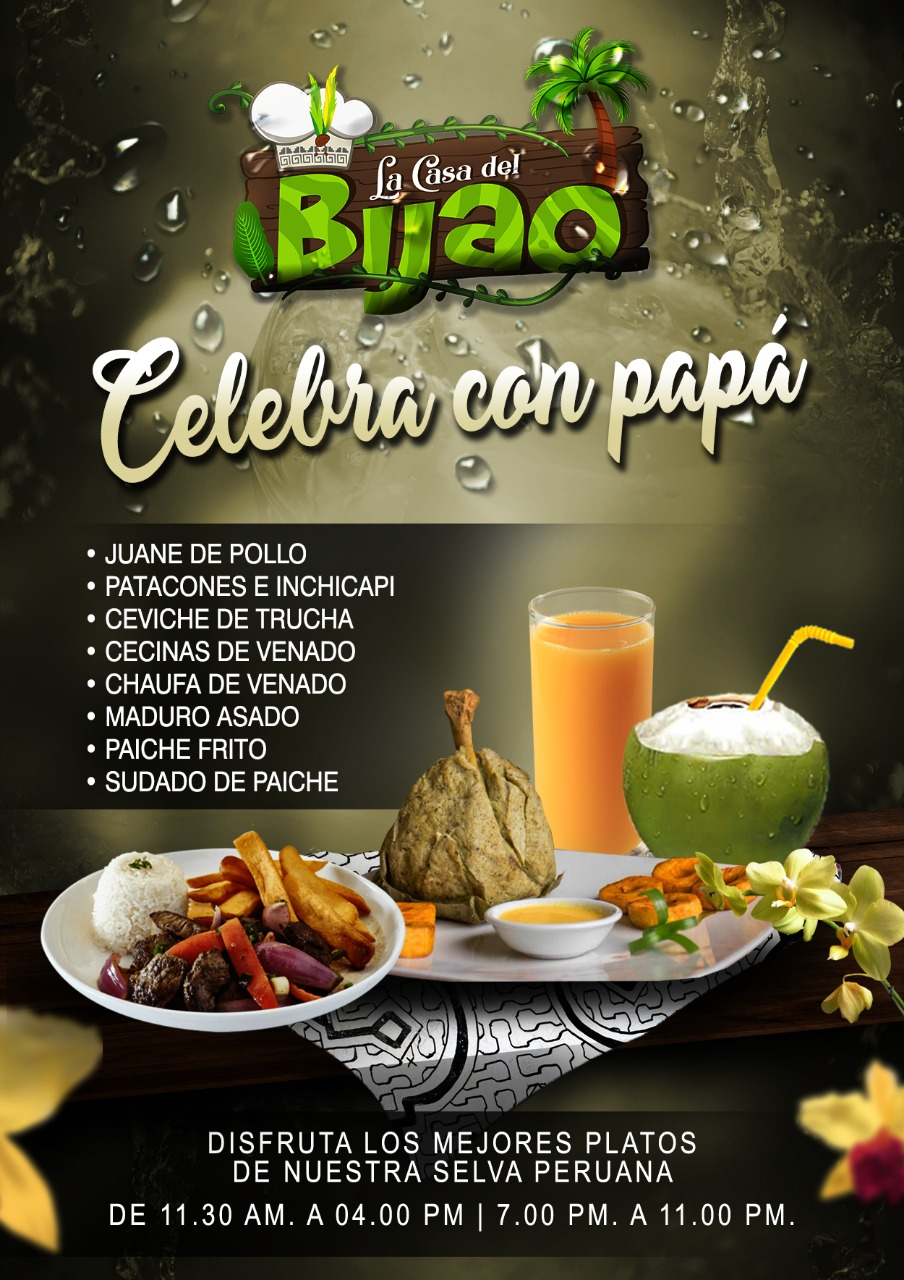 La Casa del
Bijao
Celebra con papá
• JUANE DE POLLO
• PATACONES E INCHICAPI
• CEVICHE DE TRUCHA
• CECINAS DE VENADO
• CHAUFA DE VENADO
• MADURO ASADO
• PAICHE FRITO
• SUDADO DE PAICHE
DISFRUTA LOS MEJORES PLATOS
DE NUESTRA SELVA PERUANA
DE 11.30 AM. A 04.00 PM | 7.00 PM. A 11.00 PM.